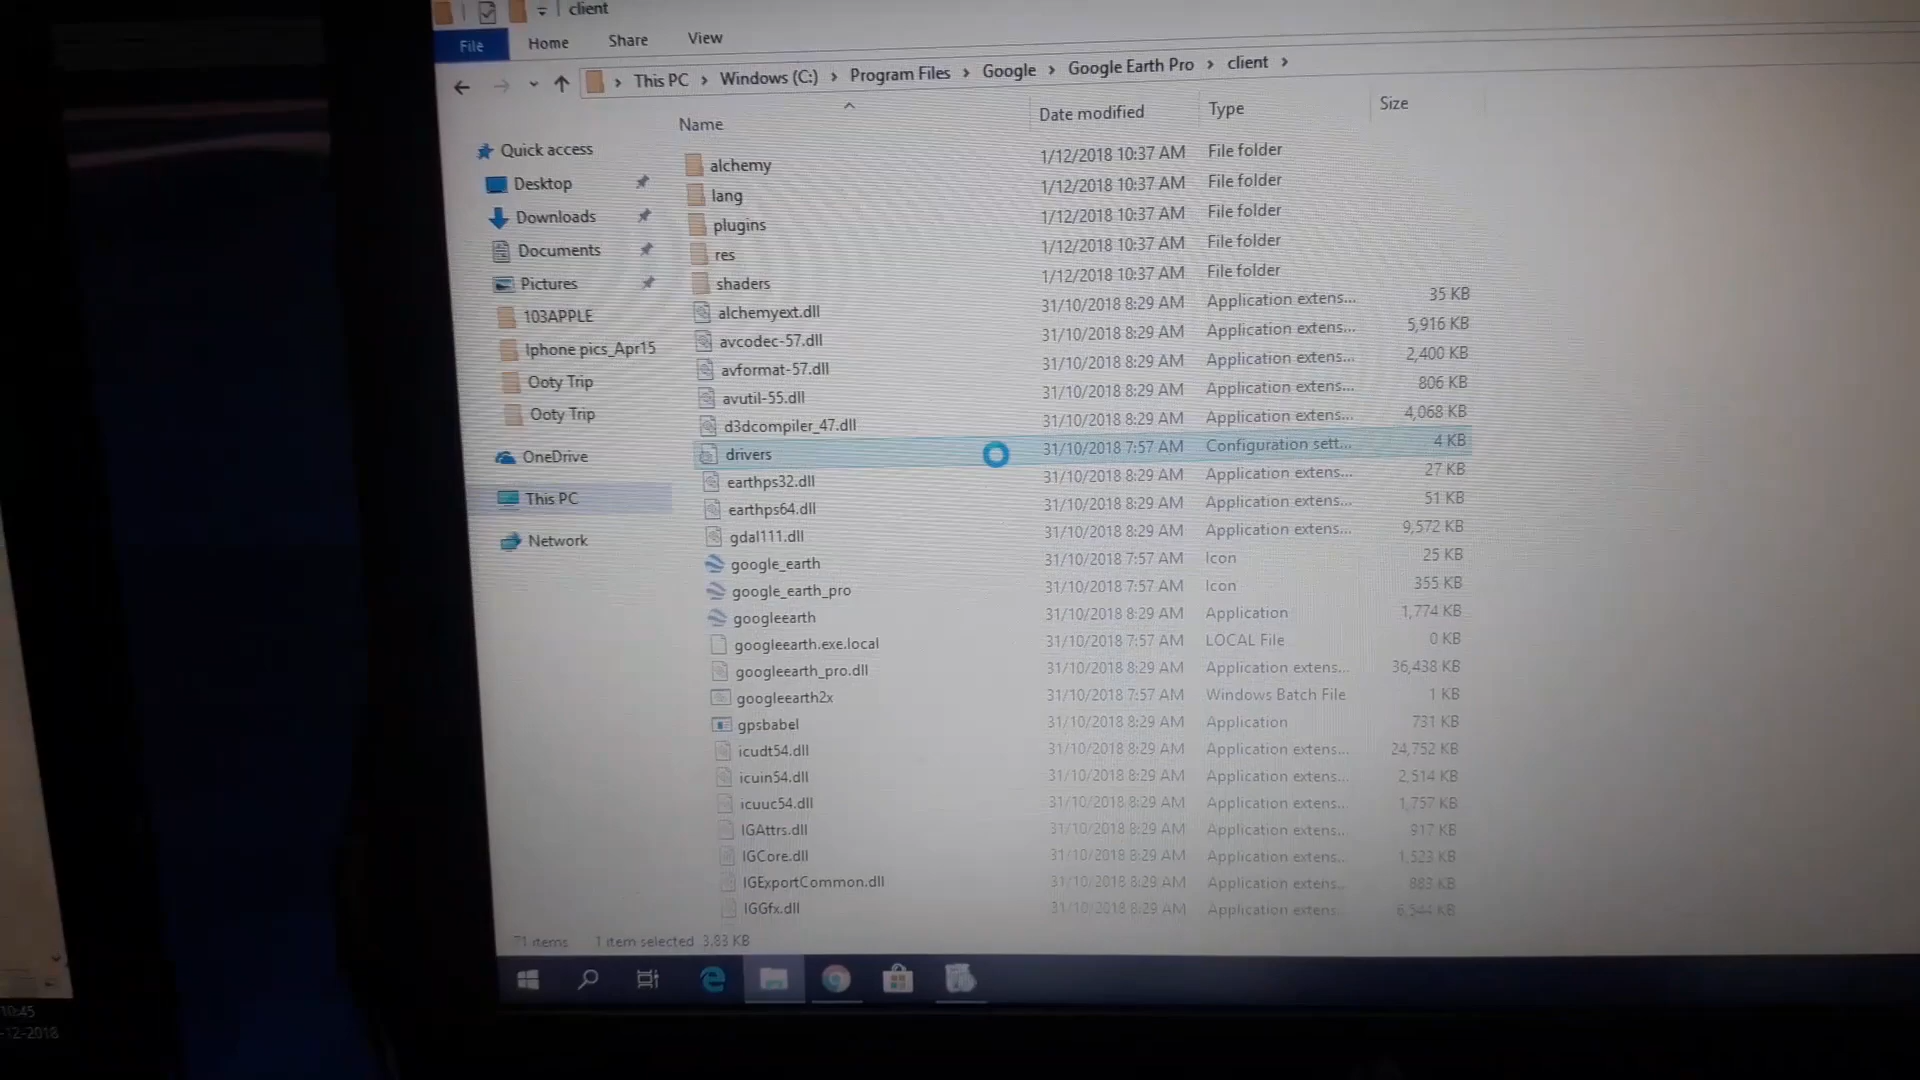 client
File Home Share View
This PC > Windows (C:) > Program Files > Google > Google Earth Pro > client >
Name Date modified Type Size
Quick access
Desktop
Downloads
Documents
Pictures
103APPLE
Iphone pics_Apr15
Ooty Trip
Ooty Trip
OneDrive
This PC
Network
alchemy 1/12/2018 10:37 AM File folder
lang 1/12/2018 10:37 AM File folder
plugins 1/12/2018 10:37 AM File folder
res 1/12/2018 10:37 AM File folder
shaders 1/12/2018 10:37 AM File folder
alchemyext.dll 31/10/2018 8:29 AM Application extens... 35 KB
avcodec-57.dll 31/10/2018 8:29 AM Application extens... 5,916 KB
avformat-57.dll 31/10/2018 8:29 AM Application extens... 2,400 KB
avutil-55.dll 31/10/2018 8:29 AM Application extens... 806 KB
d3dcompiler_47.dll 31/10/2018 8:29 AM Application extens... 4,068 KB
drivers 31/10/2018 7:57 AM Configuration sett... 4 KB
earthps32.dll 31/10/2018 8:29 AM Application extens... 27 KB
earthps64.dll 31/10/2018 8:29 AM Application extens... 51 KB
gdal111.dll 31/10/2018 8:29 AM Application extens... 9,572 KB
google_earth 31/10/2018 7:57 AM Icon 25 KB
google_earth_pro 31/10/2018 7:57 AM Icon 355 KB
googleearth 31/10/2018 8:29 AM Application 1,774 KB
googleearth.exe.local 31/10/2018 7:57 AM LOCAL File 0 KB
googleearth_pro.dll 31/10/2018 8:29 AM Application extens... 36,438 KB
googleearth2x 31/10/2018 7:57 AM Windows Batch File 1 KB
gpsbabel 31/10/2018 8:29 AM Application 731 KB
icudt54.dll 31/10/2018 8:29 AM Application extens... 24,752 KB
icuin54.dll 31/10/2018 8:29 AM Application extens... 2,514 KB
icuuc54.dll 31/10/2018 8:29 AM Application extens... 1,757 KB
IGAttrs.dll 31/10/2018 8:29 AM Application extens... 917 KB
IGCore.dll 31/10/2018 8:29 AM Application extens... 1,523 KB
IGExportCommon.dll 31/10/2018 8:29 AM Application extens... 883 KB
IGGfx.dll 31/10/2018 8:29 AM Application extens... 6,544 KB
71 items 1 item selected 3.83 KB
10:45
-12-2018